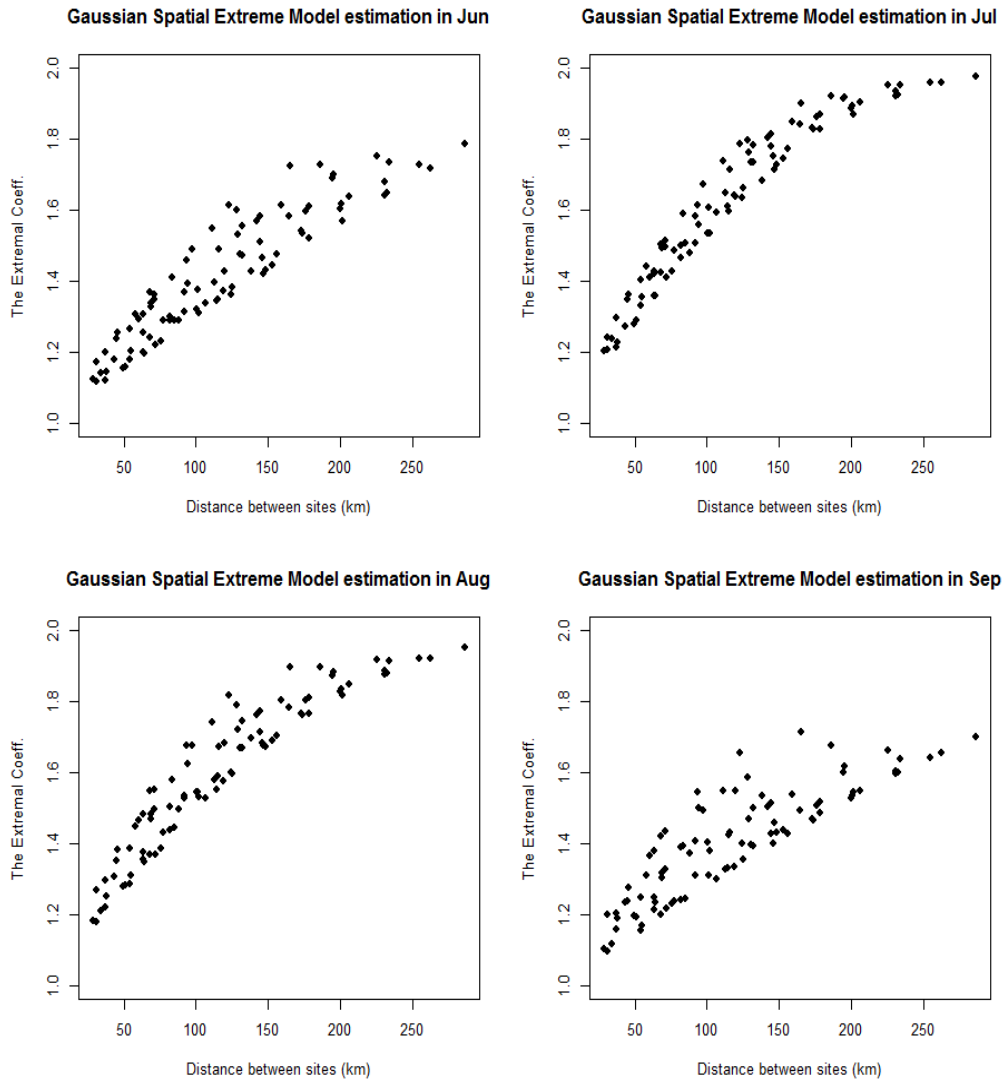 Gaussian Spatial Extreme Model estimation in Jun
The Extremal Coeff.
2.0
1.8
1.6
1.4
1.2
1.0
50 100 150 200 250
Distance between sites (km)
Gaussian Spatial Extreme Model estimation in Jul
The Extremal Coeff.
2.0
1.8
1.6
1.4
1.2
1.0
50 100 150 200 250
Distance between sites (km)
Gaussian Spatial Extreme Model estimation in Aug
The Extremal Coeff.
2.0
1.8
1.6
1.4
1.2
1.0
50 100 150 200 250
Distance between sites (km)
Gaussian Spatial Extreme Model estimation in Sep
The Extremal Coeff.
2.0
1.8
1.6
1.4
1.2
1.0
50 100 150 200 250
Distance between sites (km)